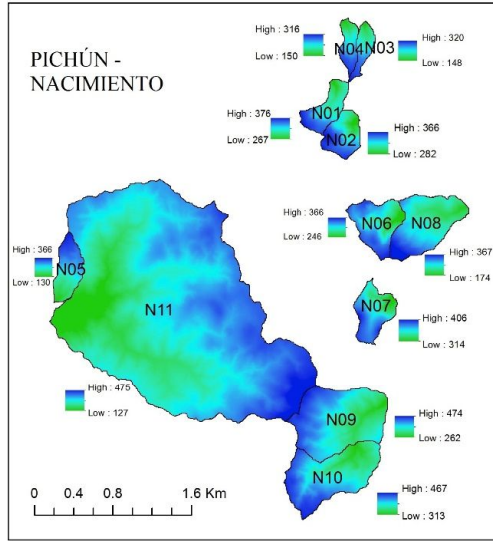 PICHÚN -
NACIMIENTO
High : 316
Low : 150
N04
N03
High : 320
Low : 148
High : 376
Low : 267
N01
N02
High : 366
Low : 282
High : 366
Low : 246
N06
N08
High : 367
Low : 174
High : 366
Low : 130
N05
N11
N07
High : 406
Low : 314
High : 475
Low : 127
N09
High : 474
Low : 262
N10
High : 467
Low : 313
0 0.4 0.8 1.6 Km